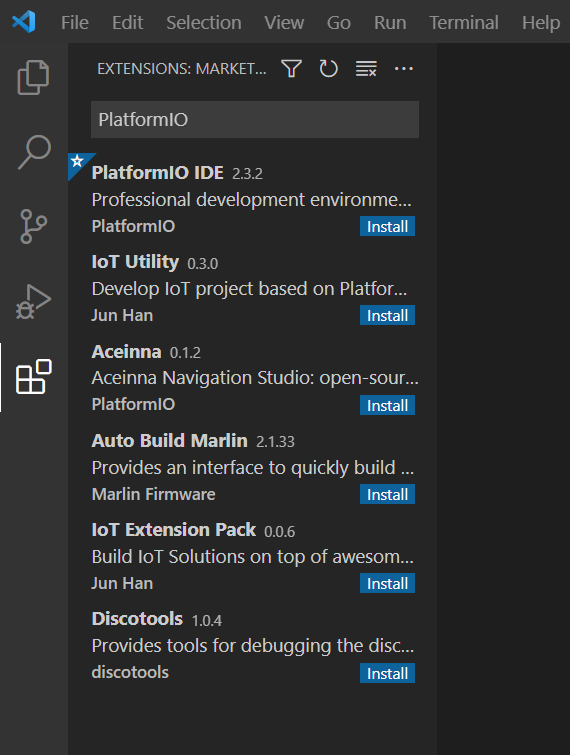 File Edit Selection View Go Run Terminal Help
EXTENSIONS: MARKET...
PlatformIO
PlatformIO IDE 2.3.2
Professional development environme...
PlatformIO Install
IoT Utility 0.3.0
Develop IoT project based on Platfor...
Jun Han Install
Aceinna 0.1.2
Aceinna Navigation Studio: open-sour...
PlatformIO Install
Auto Build Marlin 2.1.33
Provides an interface to quickly build ...
Marlin Firmware Install
IoT Extension Pack 0.0.6
Build IoT Solutions on top of awesom...
Jun Han Install
Discotools 1.0.4
Provides tools for debugging the disc...
discotools Install